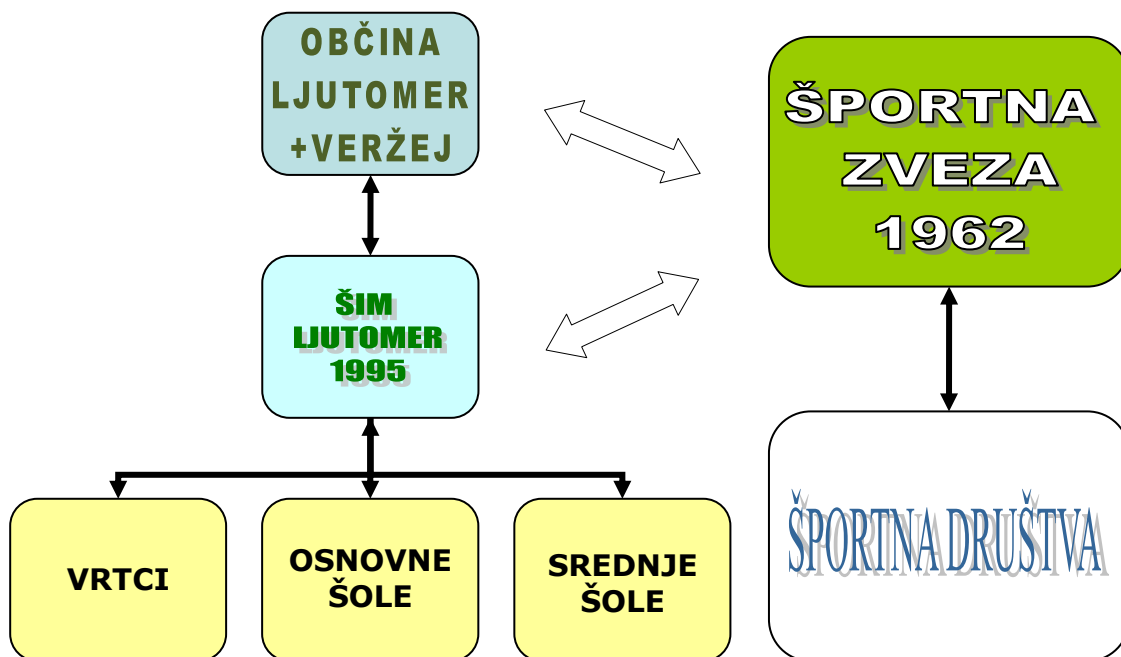 OBČINA
LJUTOMER
+VERŽEJ
ŠPORTNA
ZVEZA
1962
ŠIM
LJUTOMER
1995
VRTCI
OSNOVNE
ŠOLE
SREDNJE
ŠOLE
ŠPORTNA DRUŠTVA